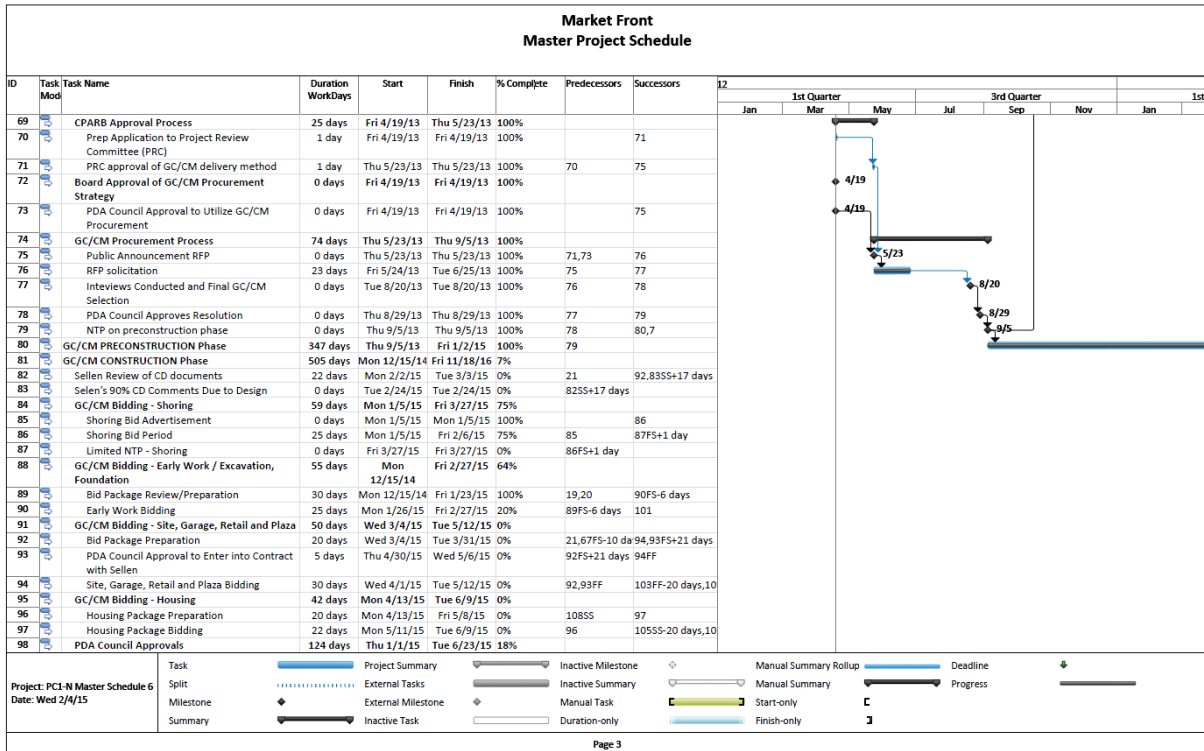 Market Front
Master Project Schedule
ID Task Mode Task Name Duration WorkDays Start Finish % Complete Predecessors Successors
12
1st Quarter 3rd Quarter 1st
Jan Mar May Jul Sep Nov Jan
69 CPARB Approval Process 25 days Fri 4/19/13 Thu 5/23/13 100%
70 Prep Application to Project Review Committee (PRC) 1 day Fri 4/19/13 Fri 4/19/13 100% 71
71 PRC approval of GC/CM delivery method 1 day Thu 5/23/13 Thu 5/23/13 100% 70 75
72 Board Approval of GC/CM Procurement Strategy 0 days Fri 4/19/13 Fri 4/19/13 100% 4/19
73 PDA Council Approval to Utilize GC/CM Procurement 0 days Fri 4/19/13 Fri 4/19/13 100% 75 4/19
74 GC/CM Procurement Process 74 days Thu 5/23/13 Thu 9/5/13 100%
75 Public Announcement RFP 0 days Thu 5/23/13 Thu 5/23/13 100% 71,73 76 5/23
76 RFP solicitation 23 days Fri 5/24/13 Tue 6/25/13 100% 75 77
77 Inteviews Conducted and Final GC/CM Selection 0 days Tue 8/20/13 Tue 8/20/13 100% 76 78 8/20
78 PDA Council Approves Resolution 0 days Thu 8/29/13 Thu 8/29/13 100% 77 79 8/29
79 NTP on preconstruction phase 0 days Thu 9/5/13 Thu 9/5/13 100% 78 80,7 9/5
80 GC/CM PRECONSTRUCTION Phase 347 days Thu 9/5/13 Fri 1/2/15 100% 79
81 GC/CM CONSTRUCTION Phase 505 days Mon 12/15/14 Fri 11/18/16 7%
82 Sellen Review of CD documents 22 days Mon 2/2/15 Tue 3/3/15 0% 21 92,83SS+17 days
83 Selen's 90% CD Comments Due to Design 0 days Tue 2/24/15 Tue 2/24/15 0% 82SS+17 days
84 GC/CM Bidding - Shoring 59 days Mon 1/5/15 Fri 3/27/15 75%
85 Shoring Bid Advertisement 0 days Mon 1/5/15 Mon 1/5/15 100% 86
86 Shoring Bid Period 25 days Mon 1/5/15 Fri 2/6/15 75% 85 87FS+1 day
87 Limited NTP - Shoring 0 days Fri 3/27/15 Fri 3/27/15 0% 86FS+1 day
88 GC/CM Bidding - Early Work / Excavation, Foundation 55 days Mon 12/15/14 Fri 2/27/15 64%
89 Bid Package Review/Preparation 30 days Mon 12/15/14 Fri 1/23/15 100% 19,20 90FS-6 days
90 Early Work Bidding 25 days Mon 1/26/15 Fri 2/27/15 20% 89FS-6 days 101
91 GC/CM Bidding - Site, Garage, Retail and Plaza 50 days Wed 3/4/15 Tue 5/12/15 0%
92 Bid Package Preparation 20 days Wed 3/4/15 Tue 3/31/15 0% 21,67FS-10 da 94,93FS+21 days
93 PDA Council Approval to Enter into Contract with Sellen 5 days Thu 4/30/15 Wed 5/6/15 0% 92FS+21 days 94FF
94 Site, Garage, Retail and Plaza Bidding 30 days Wed 4/1/15 Tue 5/12/15 0% 92,93FF 103FF-20 days,10
95 GC/CM Bidding - Housing 42 days Mon 4/13/15 Tue 6/9/15 0%
96 Housing Package Preparation 20 days Mon 4/13/15 Fri 5/8/15 0% 108SS 97
97 Housing Package Bidding 22 days Mon 5/11/15 Tue 6/9/15 0% 96 105SS-20 days,10
98 PDA Council Approvals 124 days Thu 1/1/15 Tue 6/23/15 18%
Project: PC1-N Master Schedule 6
Date: Wed 2/4/15
Task Project Summary Inactive Milestone Manual Summary Rollup Deadline
Split External Tasks Inactive Summary Manual Summary Progress
Milestone External Milestone Manual Task Start-only
Summary Inactive Task Duration-only Finish-only
Page 3